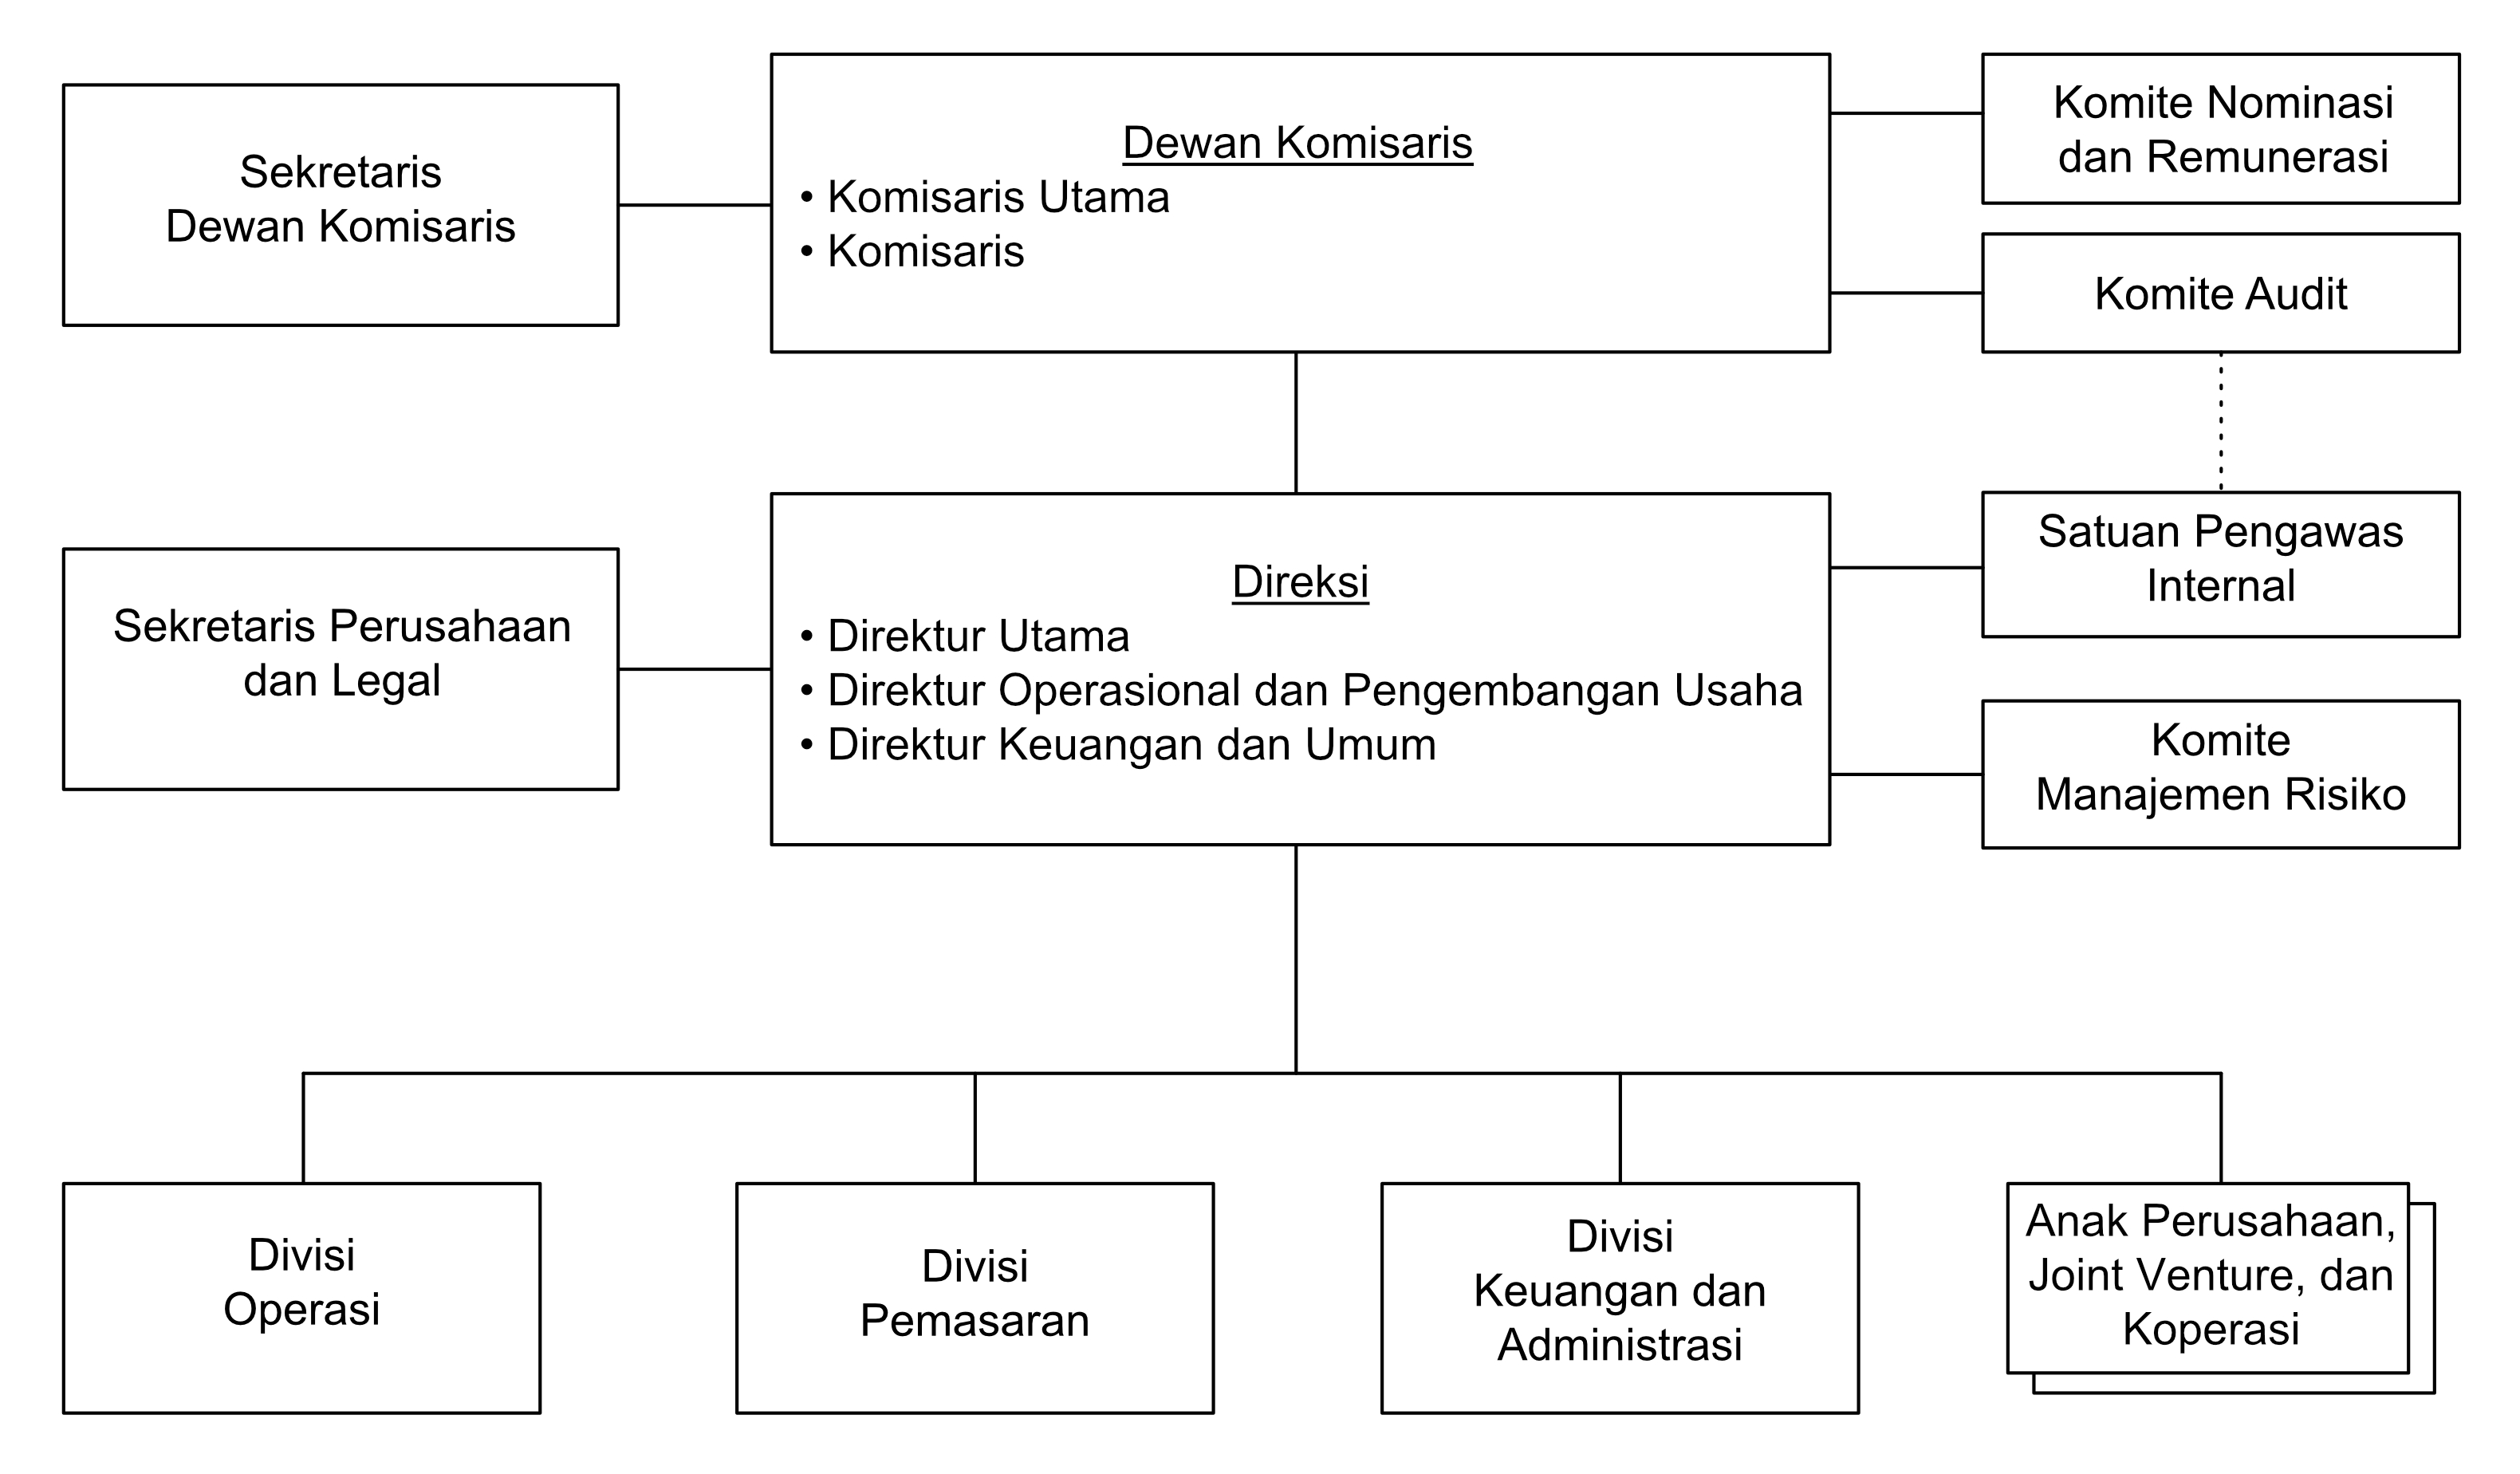 Sekretaris
Dewan Komisaris
Dewan Komisaris
• Komisaris Utama
• Komisaris
Komite Nominasi
dan Remunerasi
Komite Audit
Sekretaris Perusahaan
dan Legal
Direksi
• Direktur Utama
• Direktur Operasional dan Pengembangan Usaha
• Direktur Keuangan dan Umum
Satuan Pengawas
Internal
Komite
Manajemen Risiko
Divisi
Operasi
Divisi
Pemasaran
Divisi
Keuangan dan
Administrasi
Anak Perusahaan,
Joint Venture, dan
Koperasi